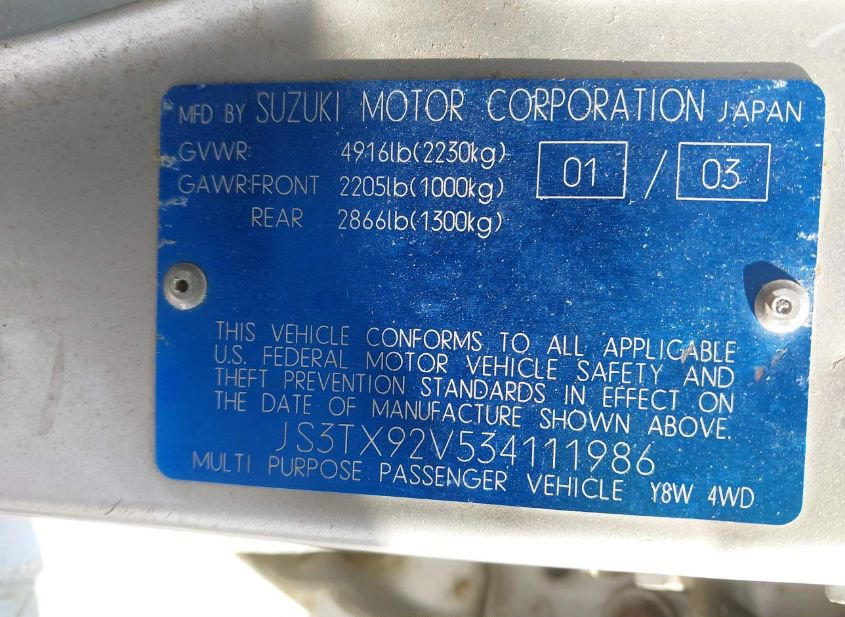 MFD BY SUZUKI MOTOR CORPORATION JAPAN
GVWR: 4916lb(2230kg) 01 / 03
GAWR:FRONT 2205lb(1000kg)
REAR 2866lb(1300kg)
THIS VEHICLE CONFORMS TO ALL APPLICABLE
U.S. FEDERAL MOTOR VEHICLE SAFETY AND
THEFT PREVENTION STANDARDS IN EFFECT ON
THE DATE OF MANUFACTURE SHOWN ABOVE.
JS3TX92V534111986
MULTI PURPOSE PASSENGER VEHICLE Y8W 4WD